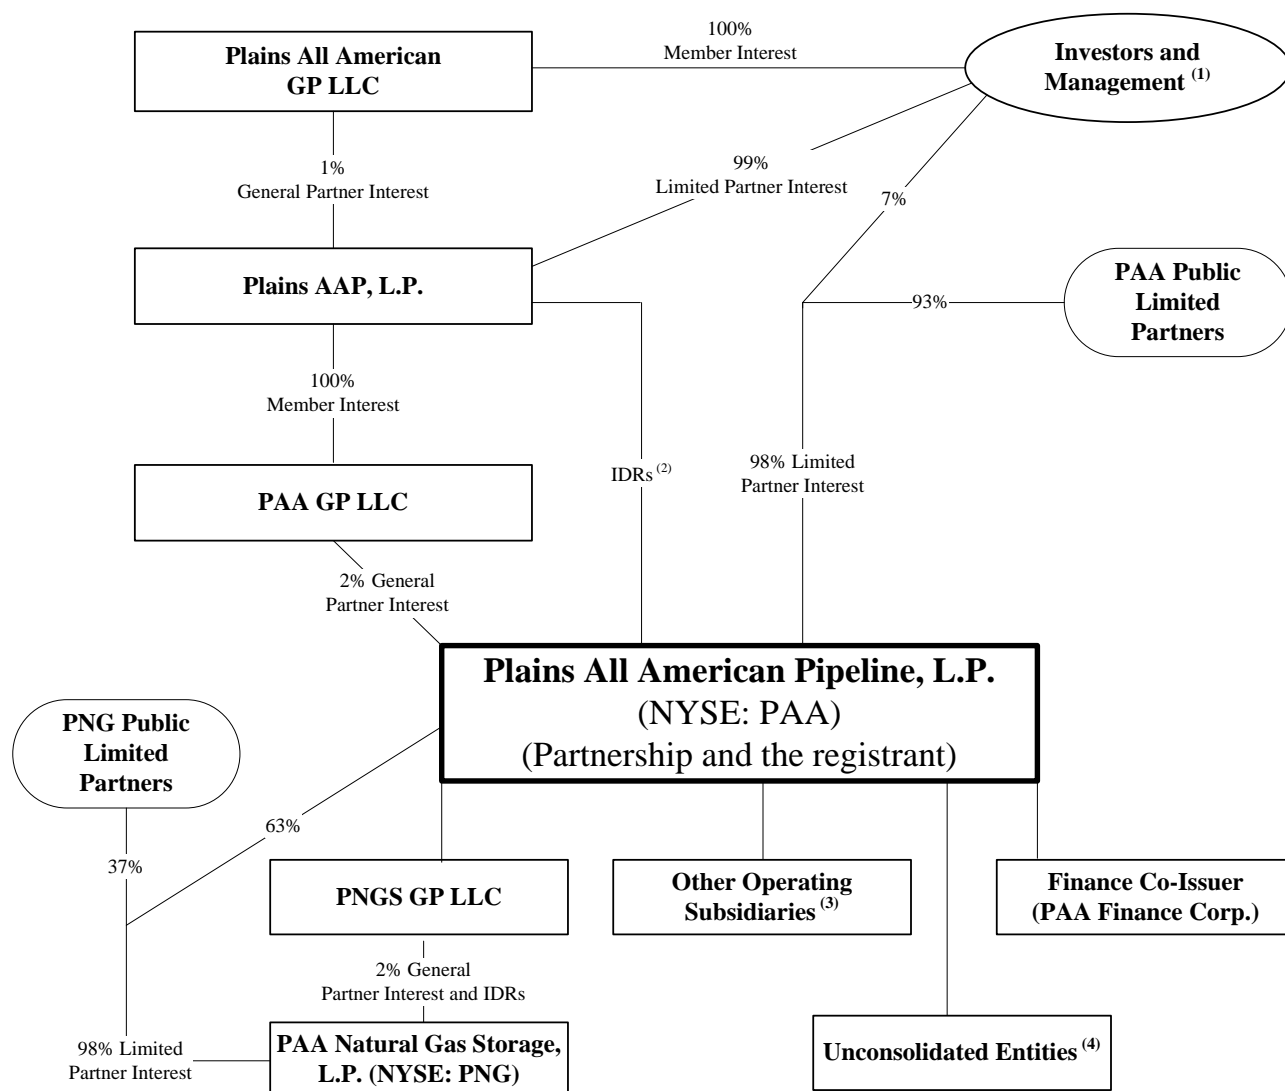 100%
Member Interest
Plains All American
GP LLC
Investors and
Management (1)
1%
General Partner Interest
99%
Limited Partner Interest
7%
Plains AAP, L.P.
93%
PAA Public
Limited
Partners
100%
Member Interest
IDRs (2)
98% Limited
Partner Interest
PAA GP LLC
2% General
Partner Interest
Plains All American Pipeline, L.P.
(NYSE: PAA)
(Partnership and the registrant)
PNG Public
Limited
Partners
63%
37%
PNGS GP LLC
Other Operating
Subsidiaries (3)
Finance Co-Issuer
(PAA Finance Corp.)
2% General
Partner Interest and IDRs
98% Limited
Partner Interest
PAA Natural Gas Storage,
L.P. (NYSE: PNG)
Unconsolidated Entities (4)